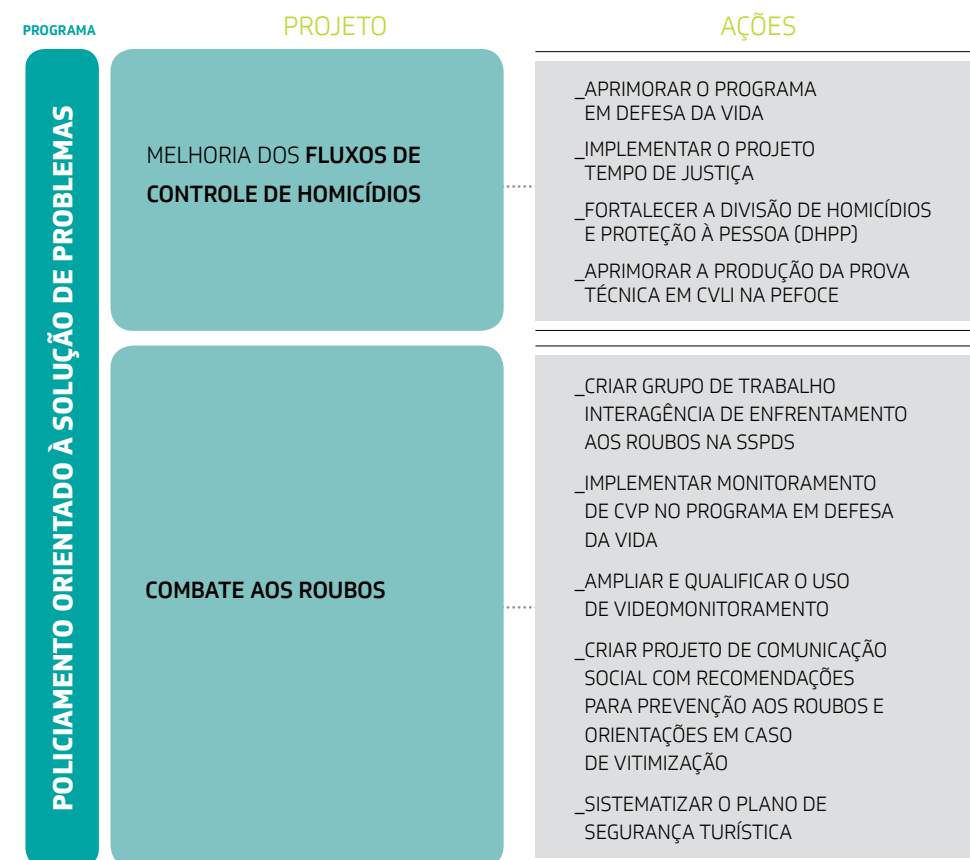 PROGRAMA
PROJETO
AÇÕES
POLICIAMENTO ORIENTADO À SOLUÇÃO DE PROBLEMAS
MELHORIA DOS FLUXOS DE
CONTROLE DE HOMICÍDIOS
_APRIMORAR O PROGRAMA
EM DEFESA DA VIDA
_IMPLEMENTAR O PROJETO
TEMPO DE JUSTIÇA
_FORTALECER A DIVISÃO DE HOMICÍDIOS
E PROTEÇÃO À PESSOA (DHPP)
_APRIMORAR A PRODUÇÃO DA PROVA
TÉCNICA EM CVLI NA PEFOCE
COMBATE AOS ROUBOS
_CRIAR GRUPO DE TRABALHO
INTERAGÊNCIA DE ENFRENTAMENTO
AOS ROUBOS NA SSPDS
_IMPLEMENTAR MONITORAMENTO
DE CVP NO PROGRAMA EM DEFESA
DA VIDA
_AMPLIAR E QUALIFICAR O USO
DE VIDEOMONITORAMENTO
_CRIAR PROJETO DE COMUNICAÇÃO
SOCIAL COM RECOMENDAÇÕES
PARA PREVENÇÃO AOS ROUBOS E
ORIENTAÇÕES EM CASO
DE VITIMIZAÇÃO
_SISTEMATIZAR O PLANO DE
SEGURANÇA TURÍSTICA